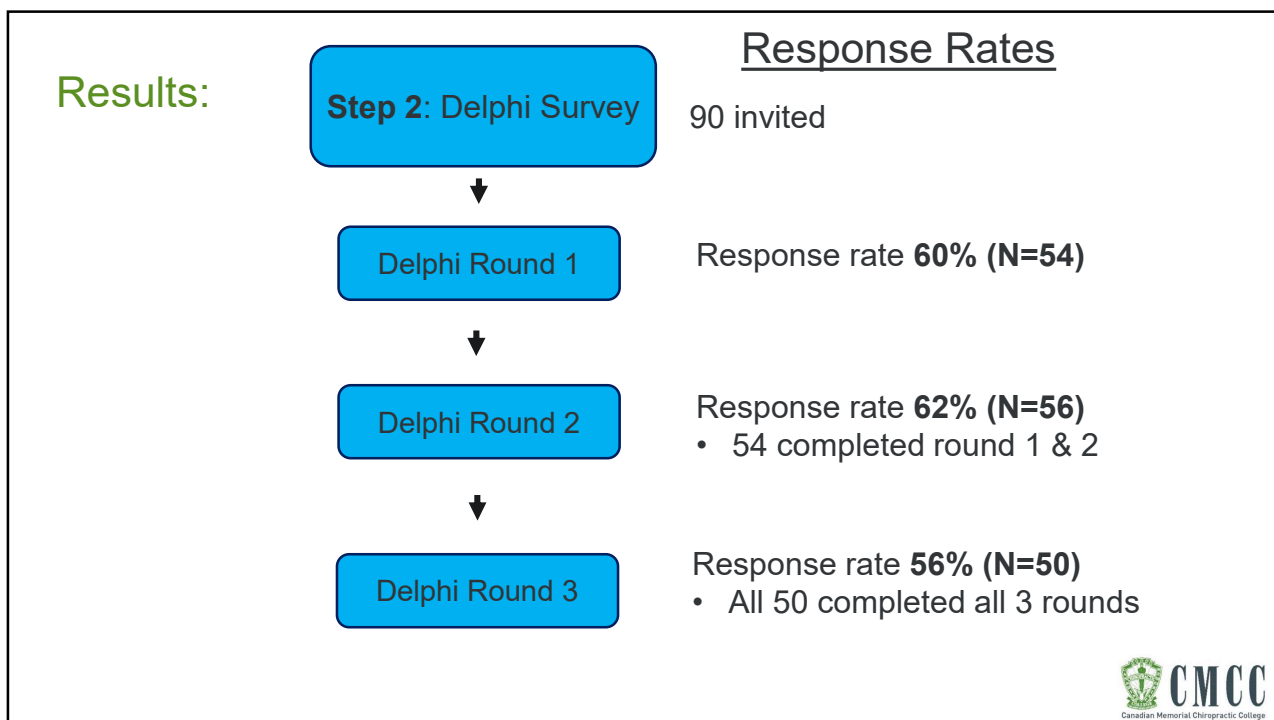 Results:
Response Rates
Step 2: Delphi Survey
90 invited
Delphi Round 1
Response rate 60% (N=54)
Delphi Round 2
Response rate 62% (N=56)
• 54 completed round 1 & 2
Delphi Round 3
Response rate 56% (N=50)
• All 50 completed all 3 rounds
CMCC
Canadian Memorial Chiropractic College